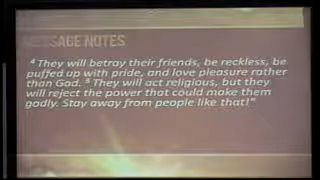 MESSAGE NOTES
⁴ They will betray their friends, be reckless, be
puffed up with pride, and love pleasure rather
than God. ⁵ They will act religious, but they
will reject the power that could make them
godly. Stay away from people like that!"